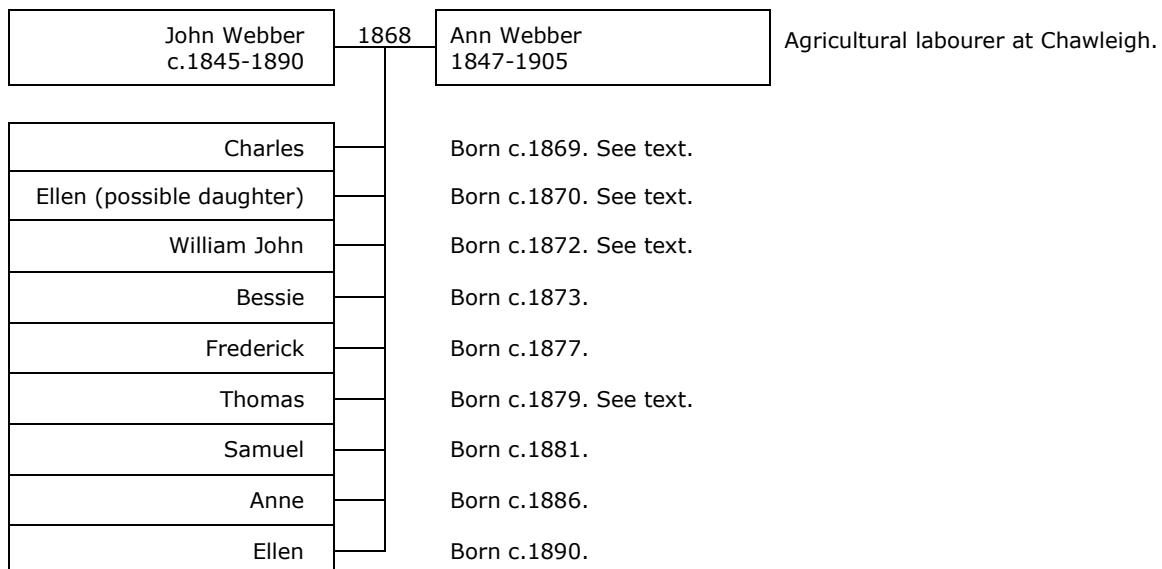 John Webber 1868 Ann Webber Agricultural labourer at Chawleigh.
c.1845-1890 1847-1905
Charles Born c.1869. See text.
Ellen (possible daughter) Born c.1870. See text.
William John Born c.1872. See text.
Bessie Born c.1873.
Frederick Born c.1877.
Thomas Born c.1879. See text.
Samuel Born c.1881.
Anne Born c.1886.
Ellen Born c.1890.